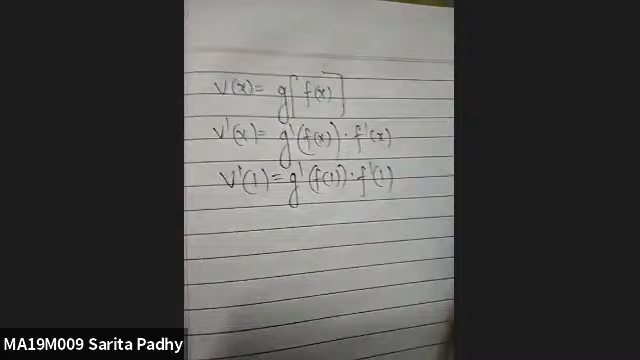 v(x) = g[f(x)]
v'(x) = g'(f(x)) · f'(x)
v'(1) = g'(f(1)) · f'(1)
MA19M009 Sarita Padhy